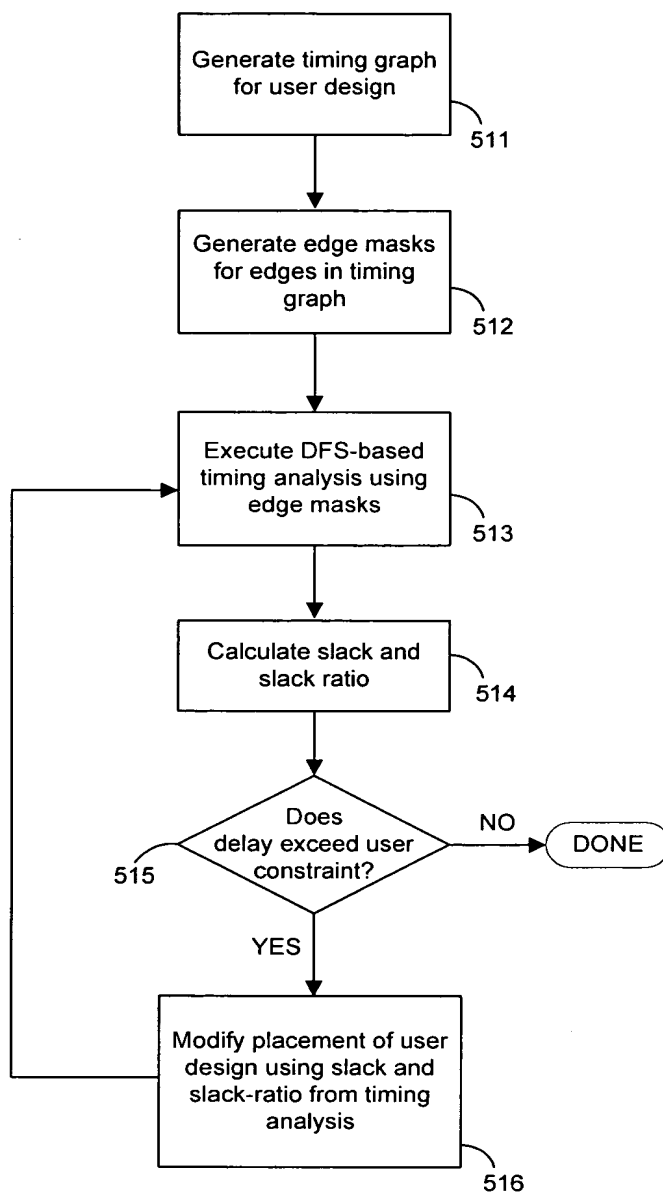 Generate timing graph
for user design
511
Generate edge masks
for edges in timing
graph
512
Execute DFS-based
timing analysis using
edge masks
513
Calculate slack and
slack ratio
514
Does
delay exceed user
constraint?
515
NO
DONE
YES
Modify placement of user
design using slack and
slack-ratio from timing
analysis
516